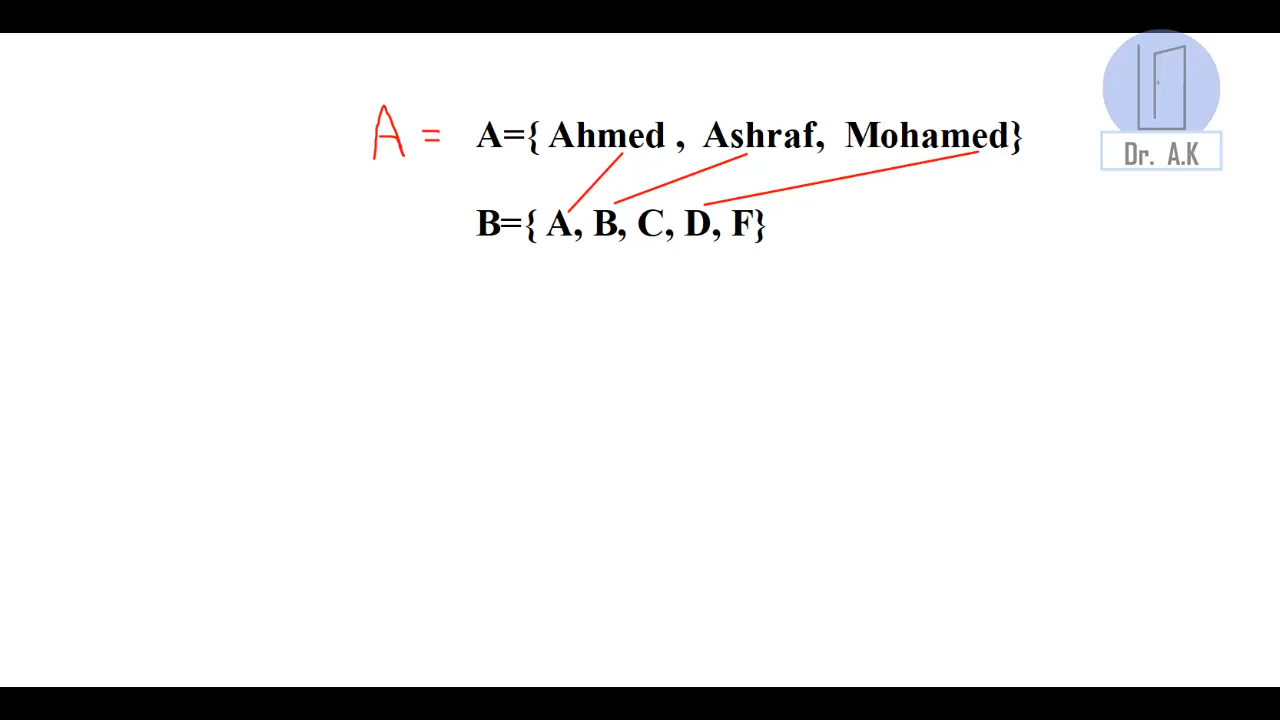 A = A={ Ahmed , Ashraf, Mohamed}
B={ A, B, C, D, F}
Dr. A.K